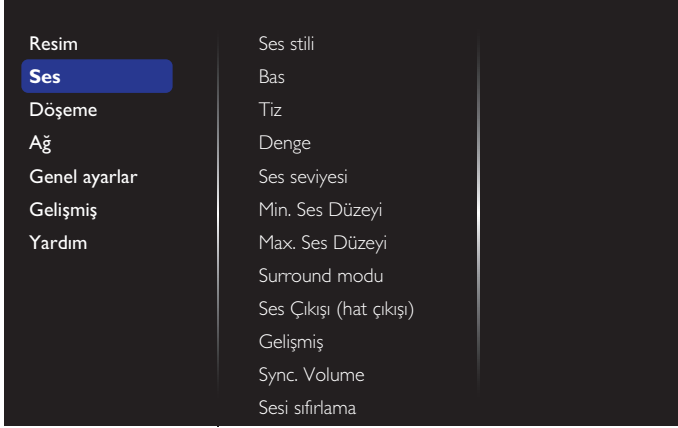 Resim
Ses
Döşeme
Ağ
Genel ayarlar
Gelişmiş
Yardım
Ses stili
Bas
Tiz
Denge
Ses seviyesi
Min. Ses Düzeyi
Max. Ses Düzeyi
Surround modu
Ses Çıkışı (hat çıkışı)
Gelişmiş
Sync. Volume
Sesi sıfırlama